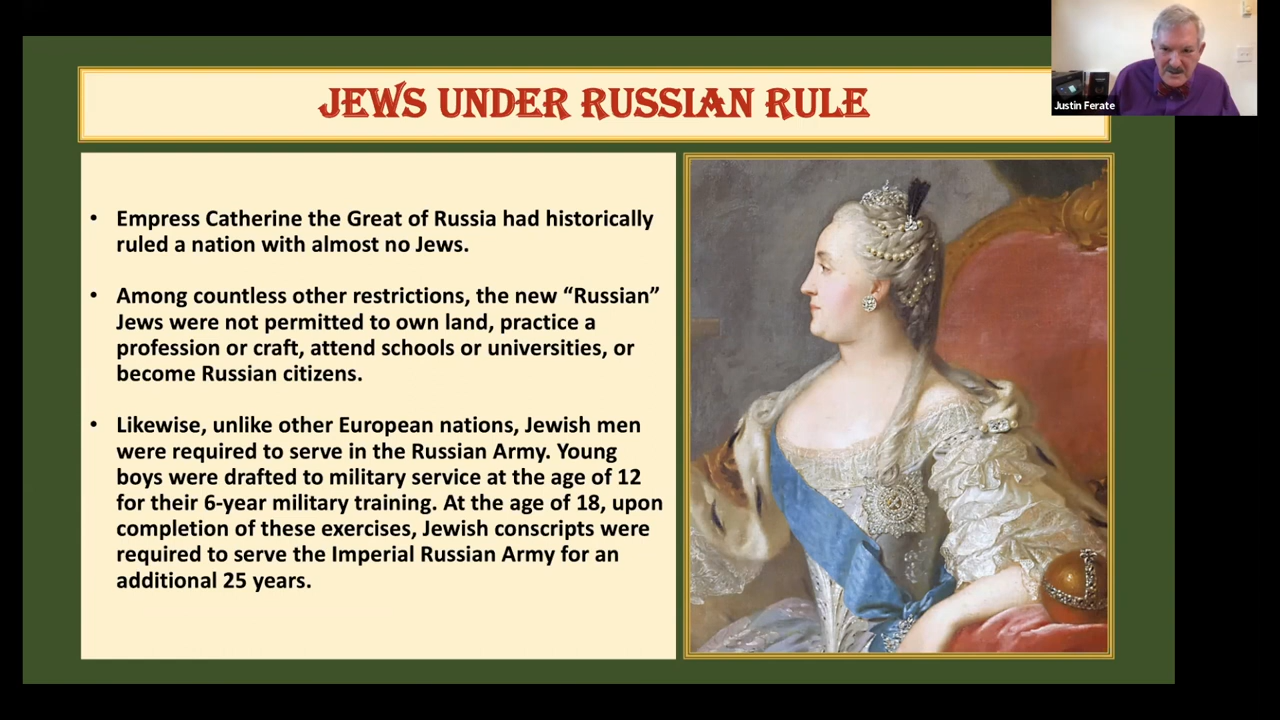 Justin Ferate
JEWS UNDER RUSSIAN RULE
• Empress Catherine the Great of Russia had historically
ruled a nation with almost no Jews.
• Among countless other restrictions, the new “Russian”
Jews were not permitted to own land, practice a
profession or craft, attend schools or universities, or
become Russian citizens.
• Likewise, unlike other European nations, Jewish men
were required to serve in the Russian Army. Young
boys were drafted to military service at the age of 12
for their 6-year military training. At the age of 18, upon
completion of these exercises, Jewish conscripts were
required to serve the Imperial Russian Army for an
additional 25 years.